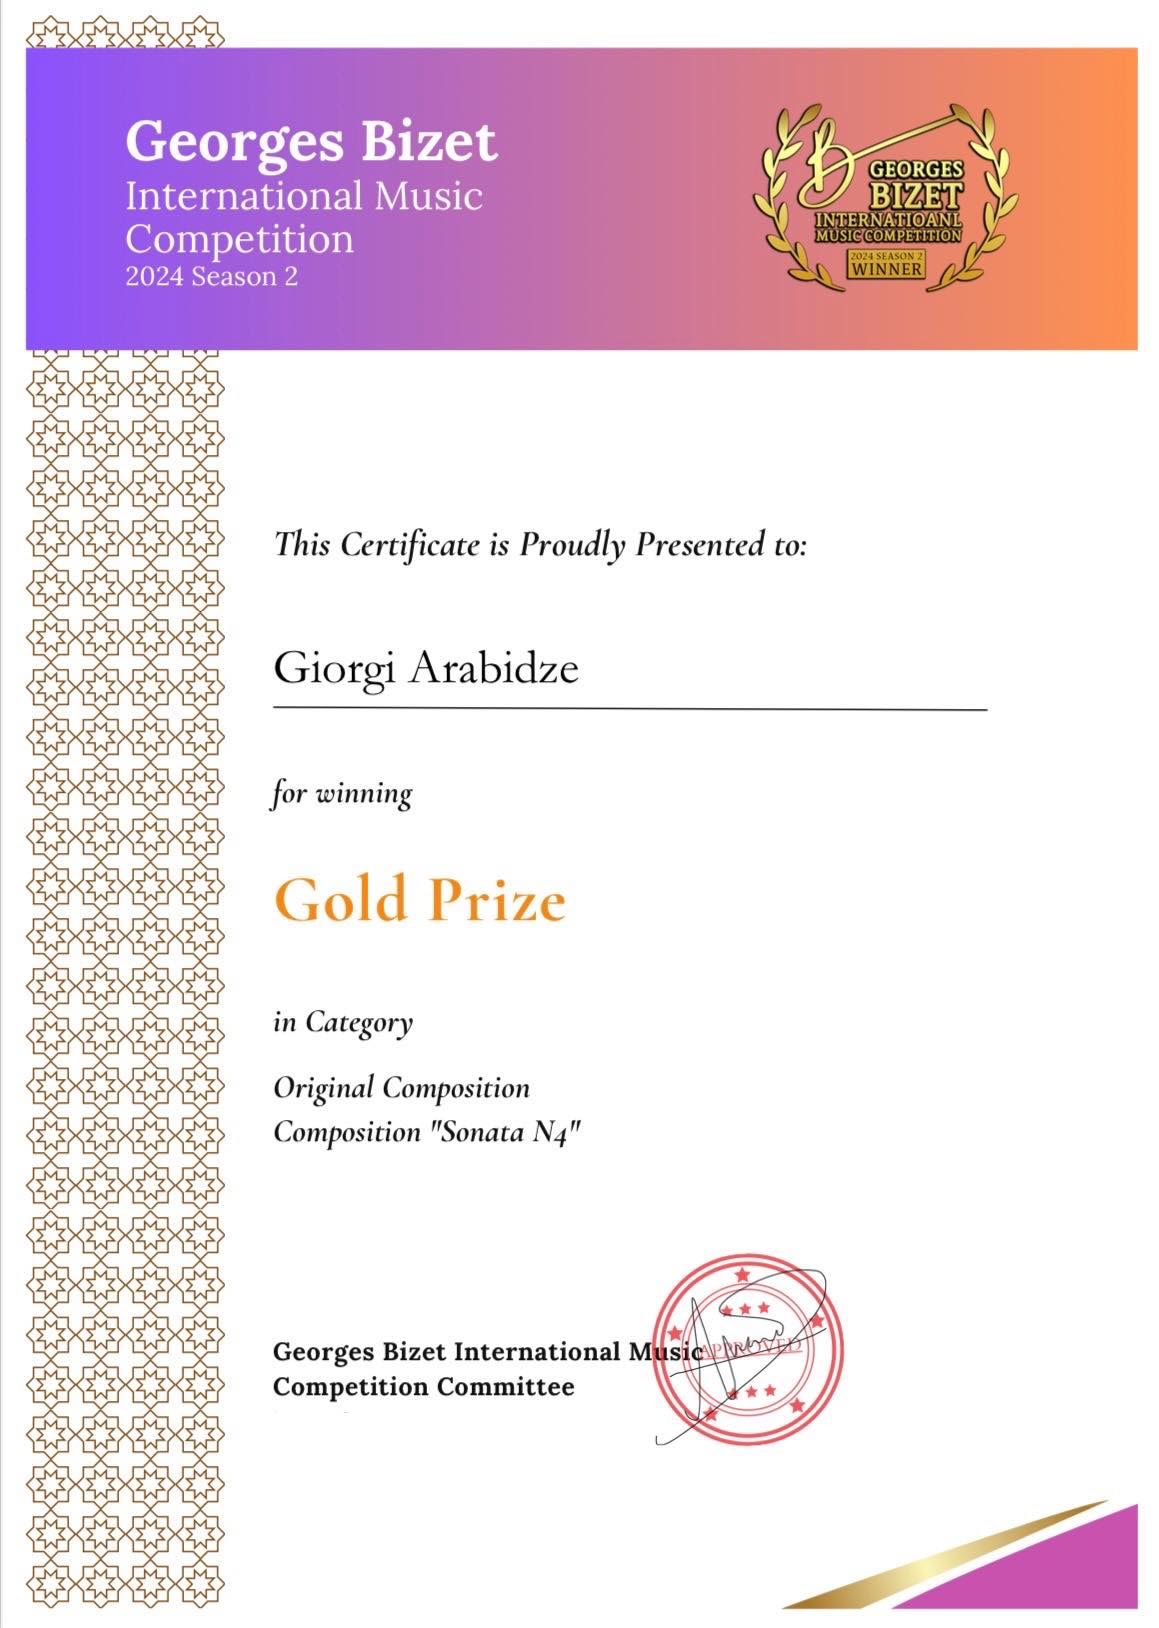 Georges Bizet
International Music
Competition
2024 Season 2
GEORGES
BIZET
INTERNATIOANL
MUSIC COMPETITION
2024 SEASON 2
WINNER
This Certificate is Proudly Presented to:
Giorgi Arabidze
for winning
Gold Prize
in Category
Original Composition
Composition "Sonata N4"
Georges Bizet International Music
Competition Committee
APPROVED